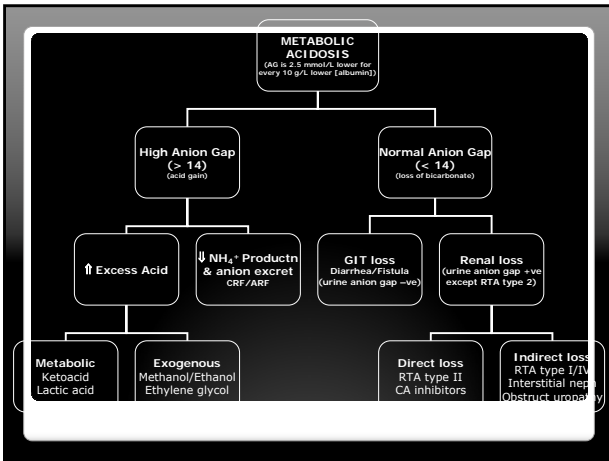 METABOLIC
ACIDOSIS
(AG is 2.5 mmol/L lower for
every 10 g/L lower [albumin])
High Anion Gap
(> 14)
(acid gain)
Normal Anion Gap
(< 14)
(loss of bicarbonate)
⇑ Excess Acid
⇓ NH₄⁺ Productn
& anion excret
CRF/ARF
GIT loss
Diarrhea/Fistula
(urine anion gap –ve)
Renal loss
(urine anion gap +ve
except RTA type 2)
Metabolic
Ketoacid
Lactic acid
Exogenous
Methanol/Ethanol
Ethylene glycol
Direct loss
RTA type II
CA inhibitors
Indirect loss
RTA type I/IV
Interstitial neph
Obstruct uropathy